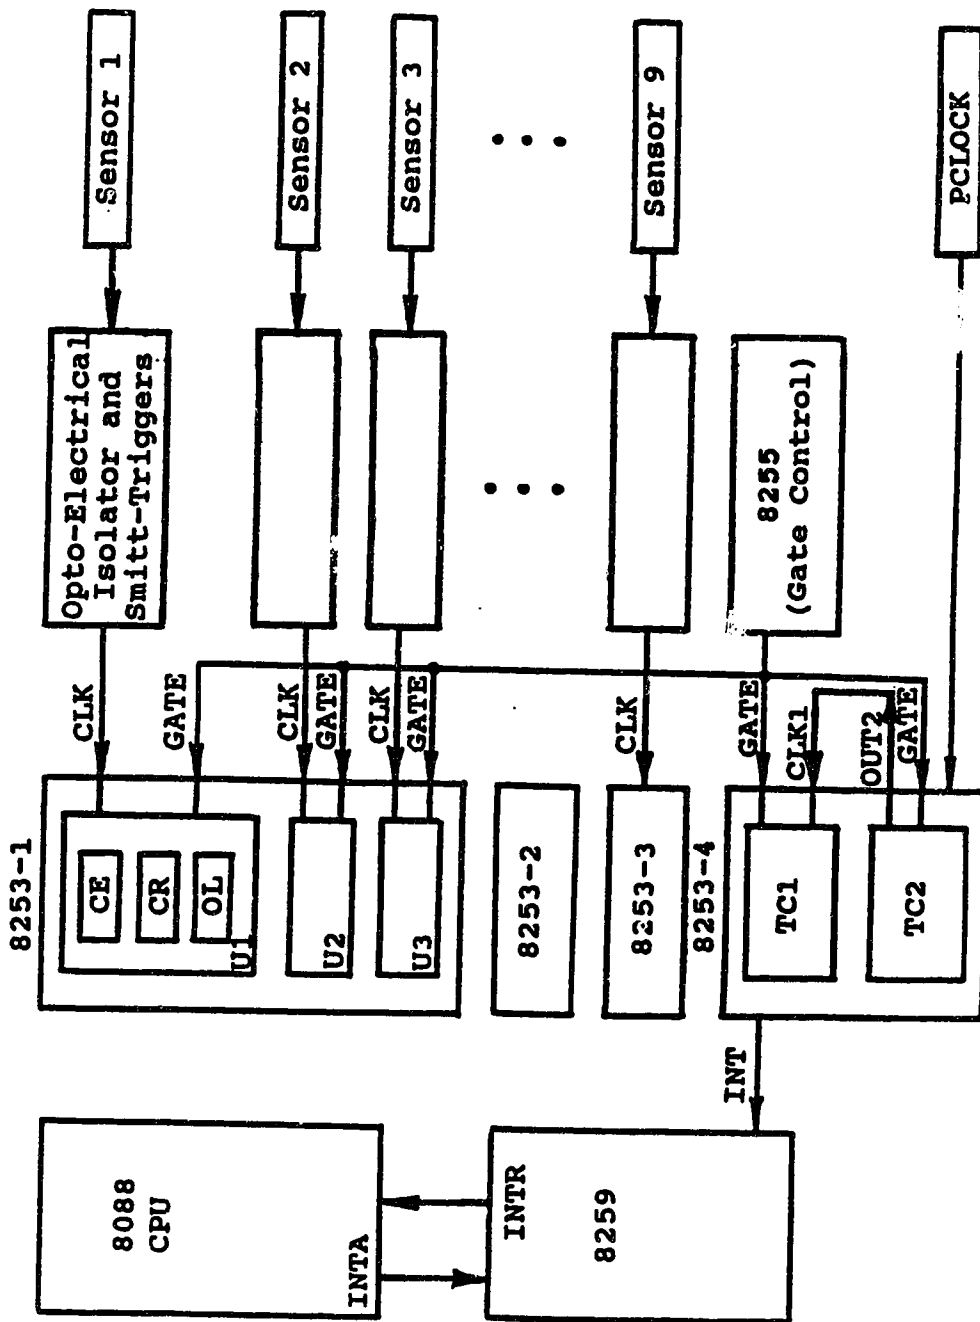 8088
CPU
INTA
INTR
8259
INT
8253-1
CE
CR
OL
U1
U2
U3
8253-2
8253-3
8253-4
TC1
TC2
CLK
GATE
CLK
GATE
CLK
GATE
CLK
GATE
CLK1
OUT2
GATE
Opto-Electrical
Isolator and
Smitt-Triggers
8255
(Gate Control)
Sensor 1
Sensor 2
Sensor 3
Sensor 9
PCLOCK